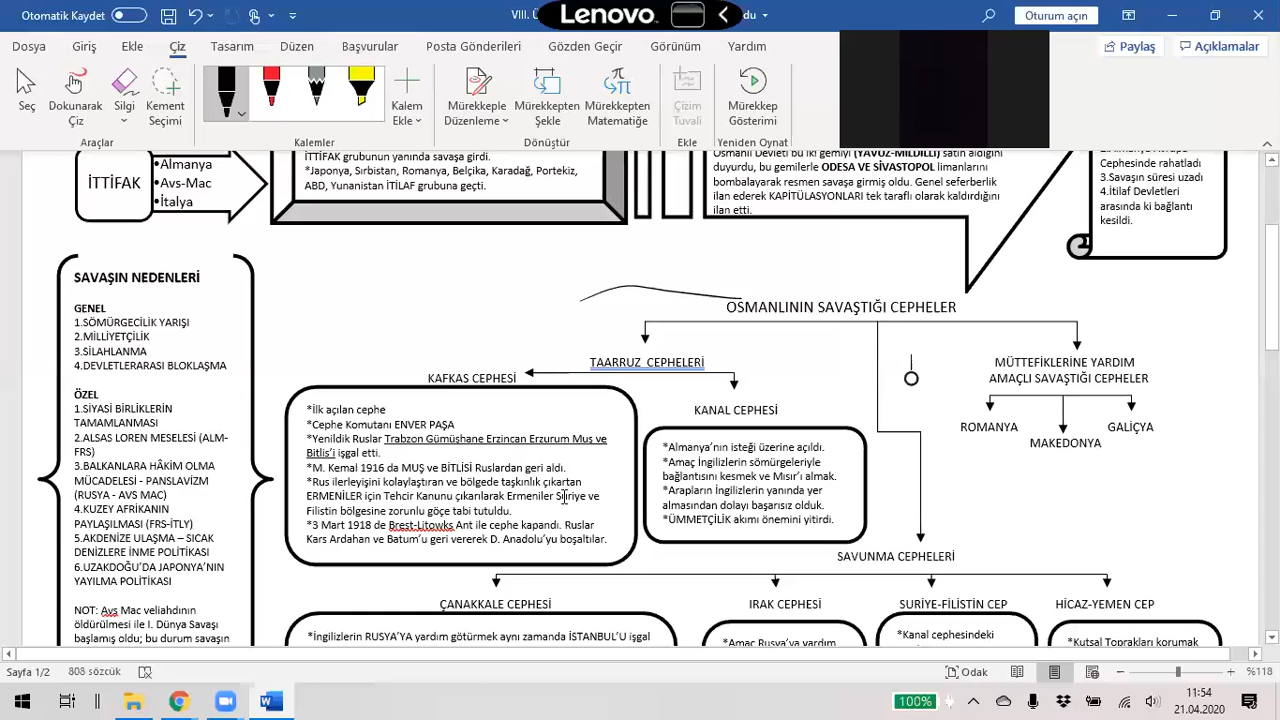 Otomatik Kaydet
VIII. Ü
Lenovo
du
Oturum açın
Dosya
Giriş
Ekle
Çiz
Tasarım
Düzen
Başvurular
Posta Gönderileri
Gözden Geçir
Görünüm
Yardım
Paylaş
Açıklamalar
Seç
Dokunarak Çiz
Silgi
Kement Seçimi
Kalem Ekle
Mürekkeple Düzenleme
Mürekkepten Şekle
Mürekkepten Matematiğe
Çizim Tuvali
Mürekkep Gösterimi
Araçlar
Kalemler
Dönüştür
Ekle
Yeniden Oynat
İTTİFAK
•Almanya
•Avs-Mac
•İtalya
İTTİFAK grubunun yanında savaşa girdi.
*Japonya, Sırbistan, Romanya, Belçika, Karadağ, Portekiz,
ABD, Yunanistan İTİLAF grubuna geçti.
Osmanlı Devleti bu iki gemiyi (YAVUZ-MİLDİLLİ) satın aldığını
duyurdu, bu gemilerle ODESA VE SİVASTOPOL limanlarını
bombalayarak resmen savaşa girmiş oldu. Genel seferberlik
ilan ederek KAPİTÜLASYONLARI tek taraflı olarak kaldırdığını
ilan etti.
Cephesinde rahatladı
3.Savaşın süresi uzadı
4.İtilaf Devletleri
arasında ki bağlantı
kesildi.
SAVAŞIN NEDENLERİ
GENEL
1.SÖMÜRGECİLİK YARIŞI
2.MİLLİYETÇİLİK
3.SİLAHLANMA
4.DEVLETLERARASI BLOKLAŞMA
ÖZEL
1.SİYASİ BİRLİKLERİN
TAMAMLANMASI
2.ALSAS LOREN MESELESİ (ALM-
FRS)
3.BALKANLARA HÂKİM OLMA
MÜCADELESİ - PANSLAVİZM
(RUSYA - AVS MAC)
4.KUZEY AFRİKANIN
PAYLAŞILMASI (FRS-İTLY)
5.AKDENİZE ULAŞMA – SICAK
DENİZLERE İNME POLİTİKASI
6.UZAKDOĞU'DA JAPONYA'NIN
YAYILMA POLİTİKASI
NOT: Avs Mac veliahdının
öldürülmesi ile I. Dünya Savaşı
başlamış oldu; bu durum savaşın
OSMANLININ SAVAŞTIĞI CEPHELER
TAARRUZ CEPHELERİ
MÜTTEFİKLERİNE YARDIM
AMAÇLI SAVAŞTIĞI CEPHELER
ROMANYA
MAKEDONYA
GALİÇYA
KAFKAS CEPHESİ
*İlk açılan cephe
*Cephe Komutanı ENVER PAŞA
*Yenildik Ruslar Trabzon Gümüşhane Erzincan Erzurum Muş ve
Bitlis'i işgal etti.
*M. Kemal 1916 da MUŞ ve BİTLİSİ Ruslardan geri aldı.
*Rus ilerleyişini kolaylaştıran ve bölgede taşkınlık çıkartan
ERMENİLER için Tehcir Kanunu çıkarılarak Ermeniler Suriye ve
Filistin bölgesine zorunlu göçe tabi tutuldu.
*3 Mart 1918 de Brest-Litowks Ant ile cephe kapandı. Ruslar
Kars Ardahan ve Batum'u geri vererek D. Anadolu'yu boşaltılar.
KANAL CEPHESİ
*Almanya'nın isteği üzerine açıldı.
*Amaç İngilizlerin sömürgeleriyle
bağlantısını kesmek ve Mısır'ı almak.
*Arapların İngilizlerin yanında yer
almasından dolayı başarısız olduk.
*ÜMMETÇİLİK akımı önemini yitirdi.
SAVUNMA CEPHELERİ
ÇANAKKALE CEPHESİ
IRAK CEPHESİ
SURİYE-FİLİSTİN CEP
HİCAZ-YEMEN CEP
*İngilizlerin RUSYA'YA yardım götürmek aynı zamanda İSTANBUL'U işgal
*Amaç Rusya'ya yardım
*Kanal cephesindeki
*Kutsal Toprakları korumak
Sayfa 1/2
808 sözcük
Odak
%118
100%
11:54
21.04.2020